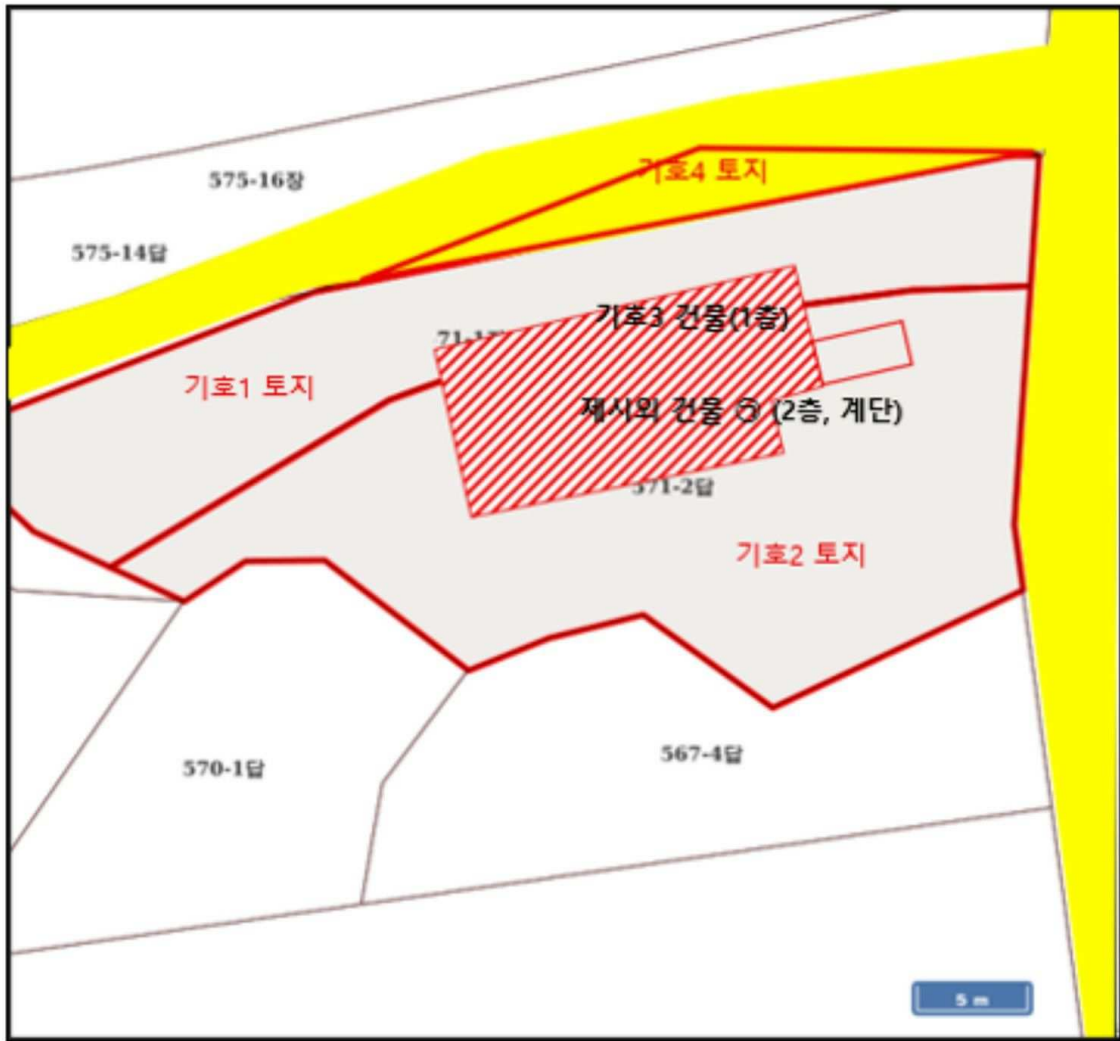 기호4 토지
575-16장
575-14답
기호3 건물(1층)
기호1 토지
제시외 건물 ㉠ (2층, 계단)
571-2답
기호2 토지
570-1답
567-4답
5 m